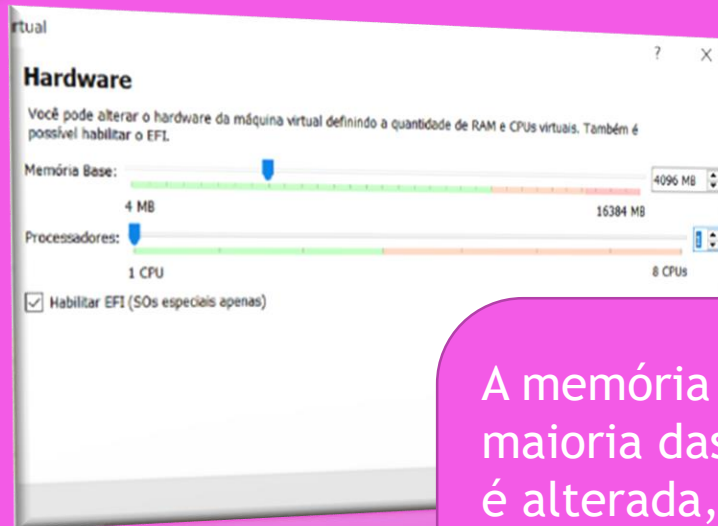 rtual
? X
Hardware
Você pode alterar o hardware da máquina virtual definindo a quantidade de RAM e CPUs virtuais. Também é
possível habilitar o EFI.
Memória Base:
4096 MB
4 MB
16384 MB
Processadores:
1
1 CPU
8 CPUs
Habilitar EFI (SOs especiais apenas)
A memória
maioria das
é alterada,